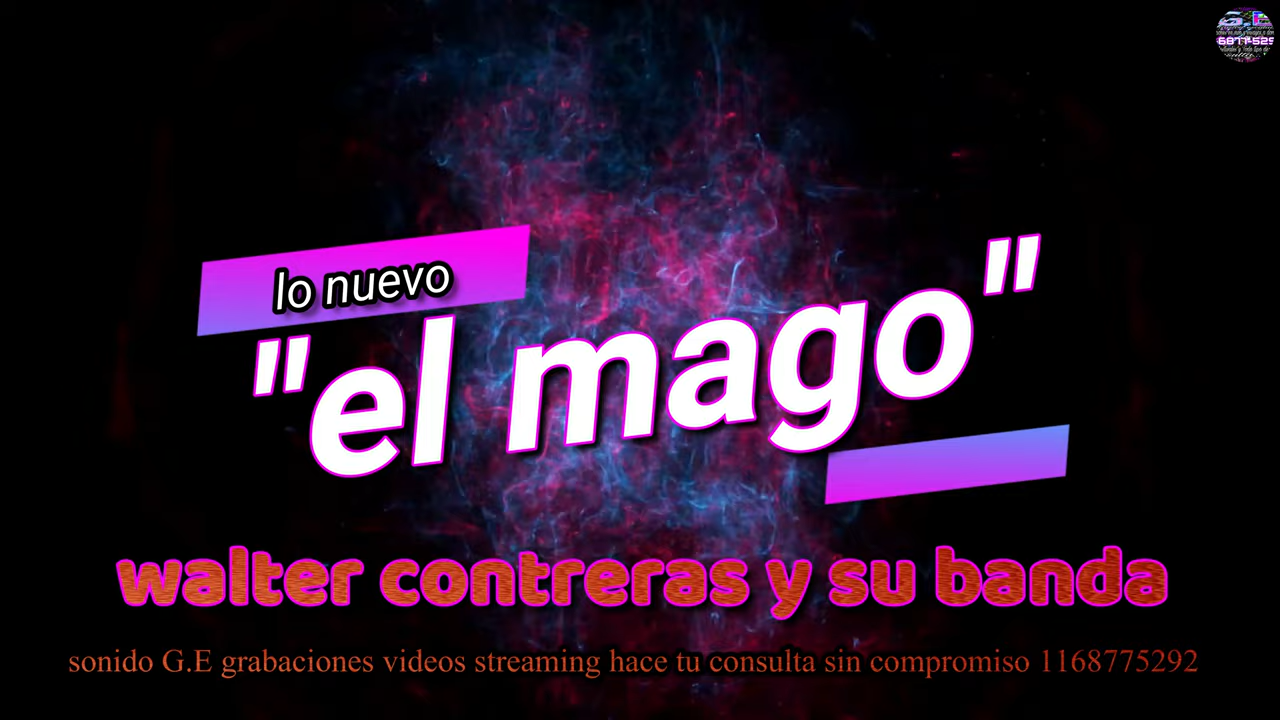 lo nuevo
"el mago"
walter contreras y su banda
sonido G.E grabaciones videos streaming hace tu consulta sin compromiso 1168775292